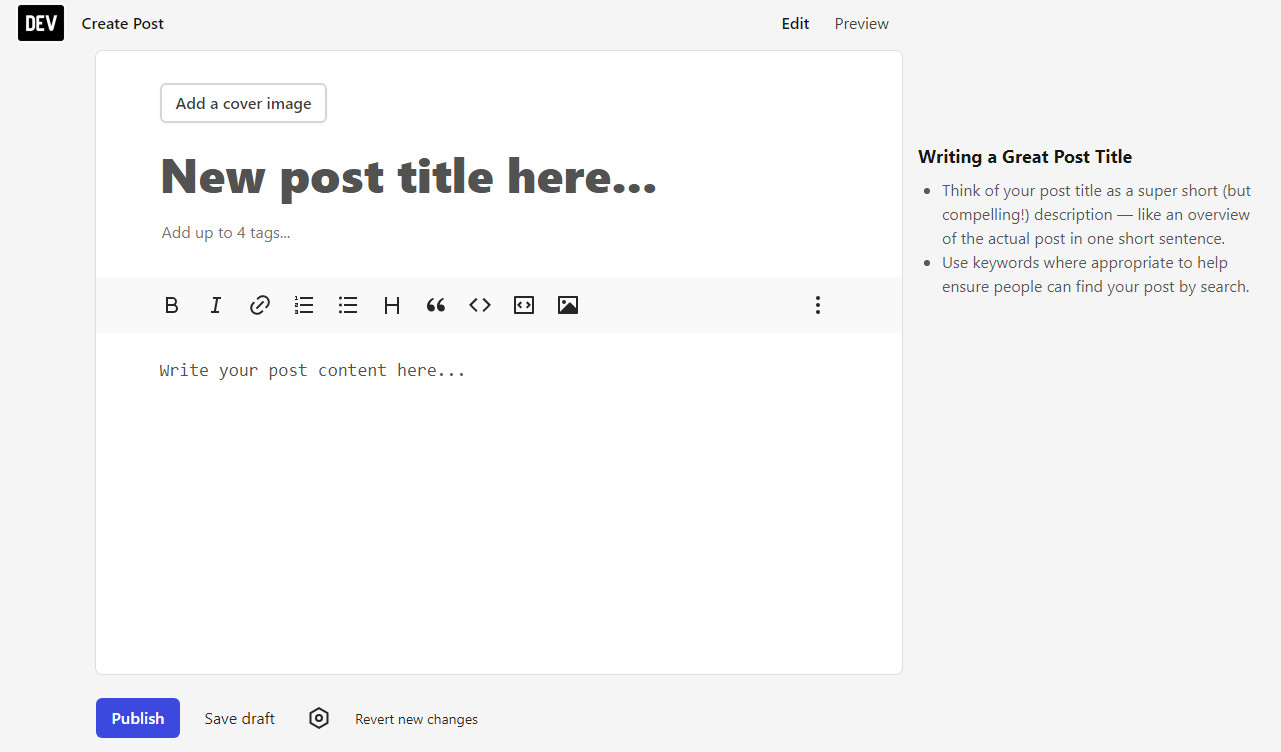 DEV Create Post Edit Preview
Add a cover image
New post title here...
Add up to 4 tags...
B I H
Write your post content here...
Writing a Great Post Title
Think of your post title as a super short (but
compelling!) description — like an overview
of the actual post in one short sentence.
Use keywords where appropriate to help
ensure people can find your post by search.
Publish Save draft Revert new changes